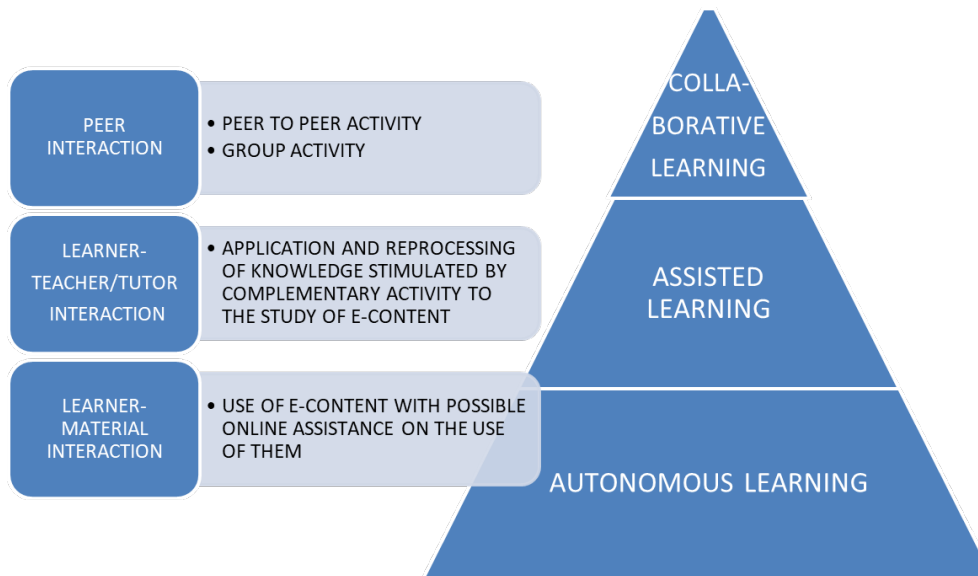 PEER
INTERACTION
• PEER TO PEER ACTIVITY
• GROUP ACTIVITY
COLLA-
BORATIVE
LEARNING
LEARNER-
TEACHER/TUTOR
INTERACTION
• APPLICATION AND REPROCESSING
OF KNOWLEDGE STIMULATED BY
COMPLEMENTARY ACTIVITY TO
THE STUDY OF E-CONTENT
ASSISTED
LEARNING
LEARNER-
MATERIAL
INTERACTION
• USE OF E-CONTENT WITH POSSIBLE
ONLINE ASSISTANCE ON THE USE
OF THEM
AUTONOMOUS LEARNING